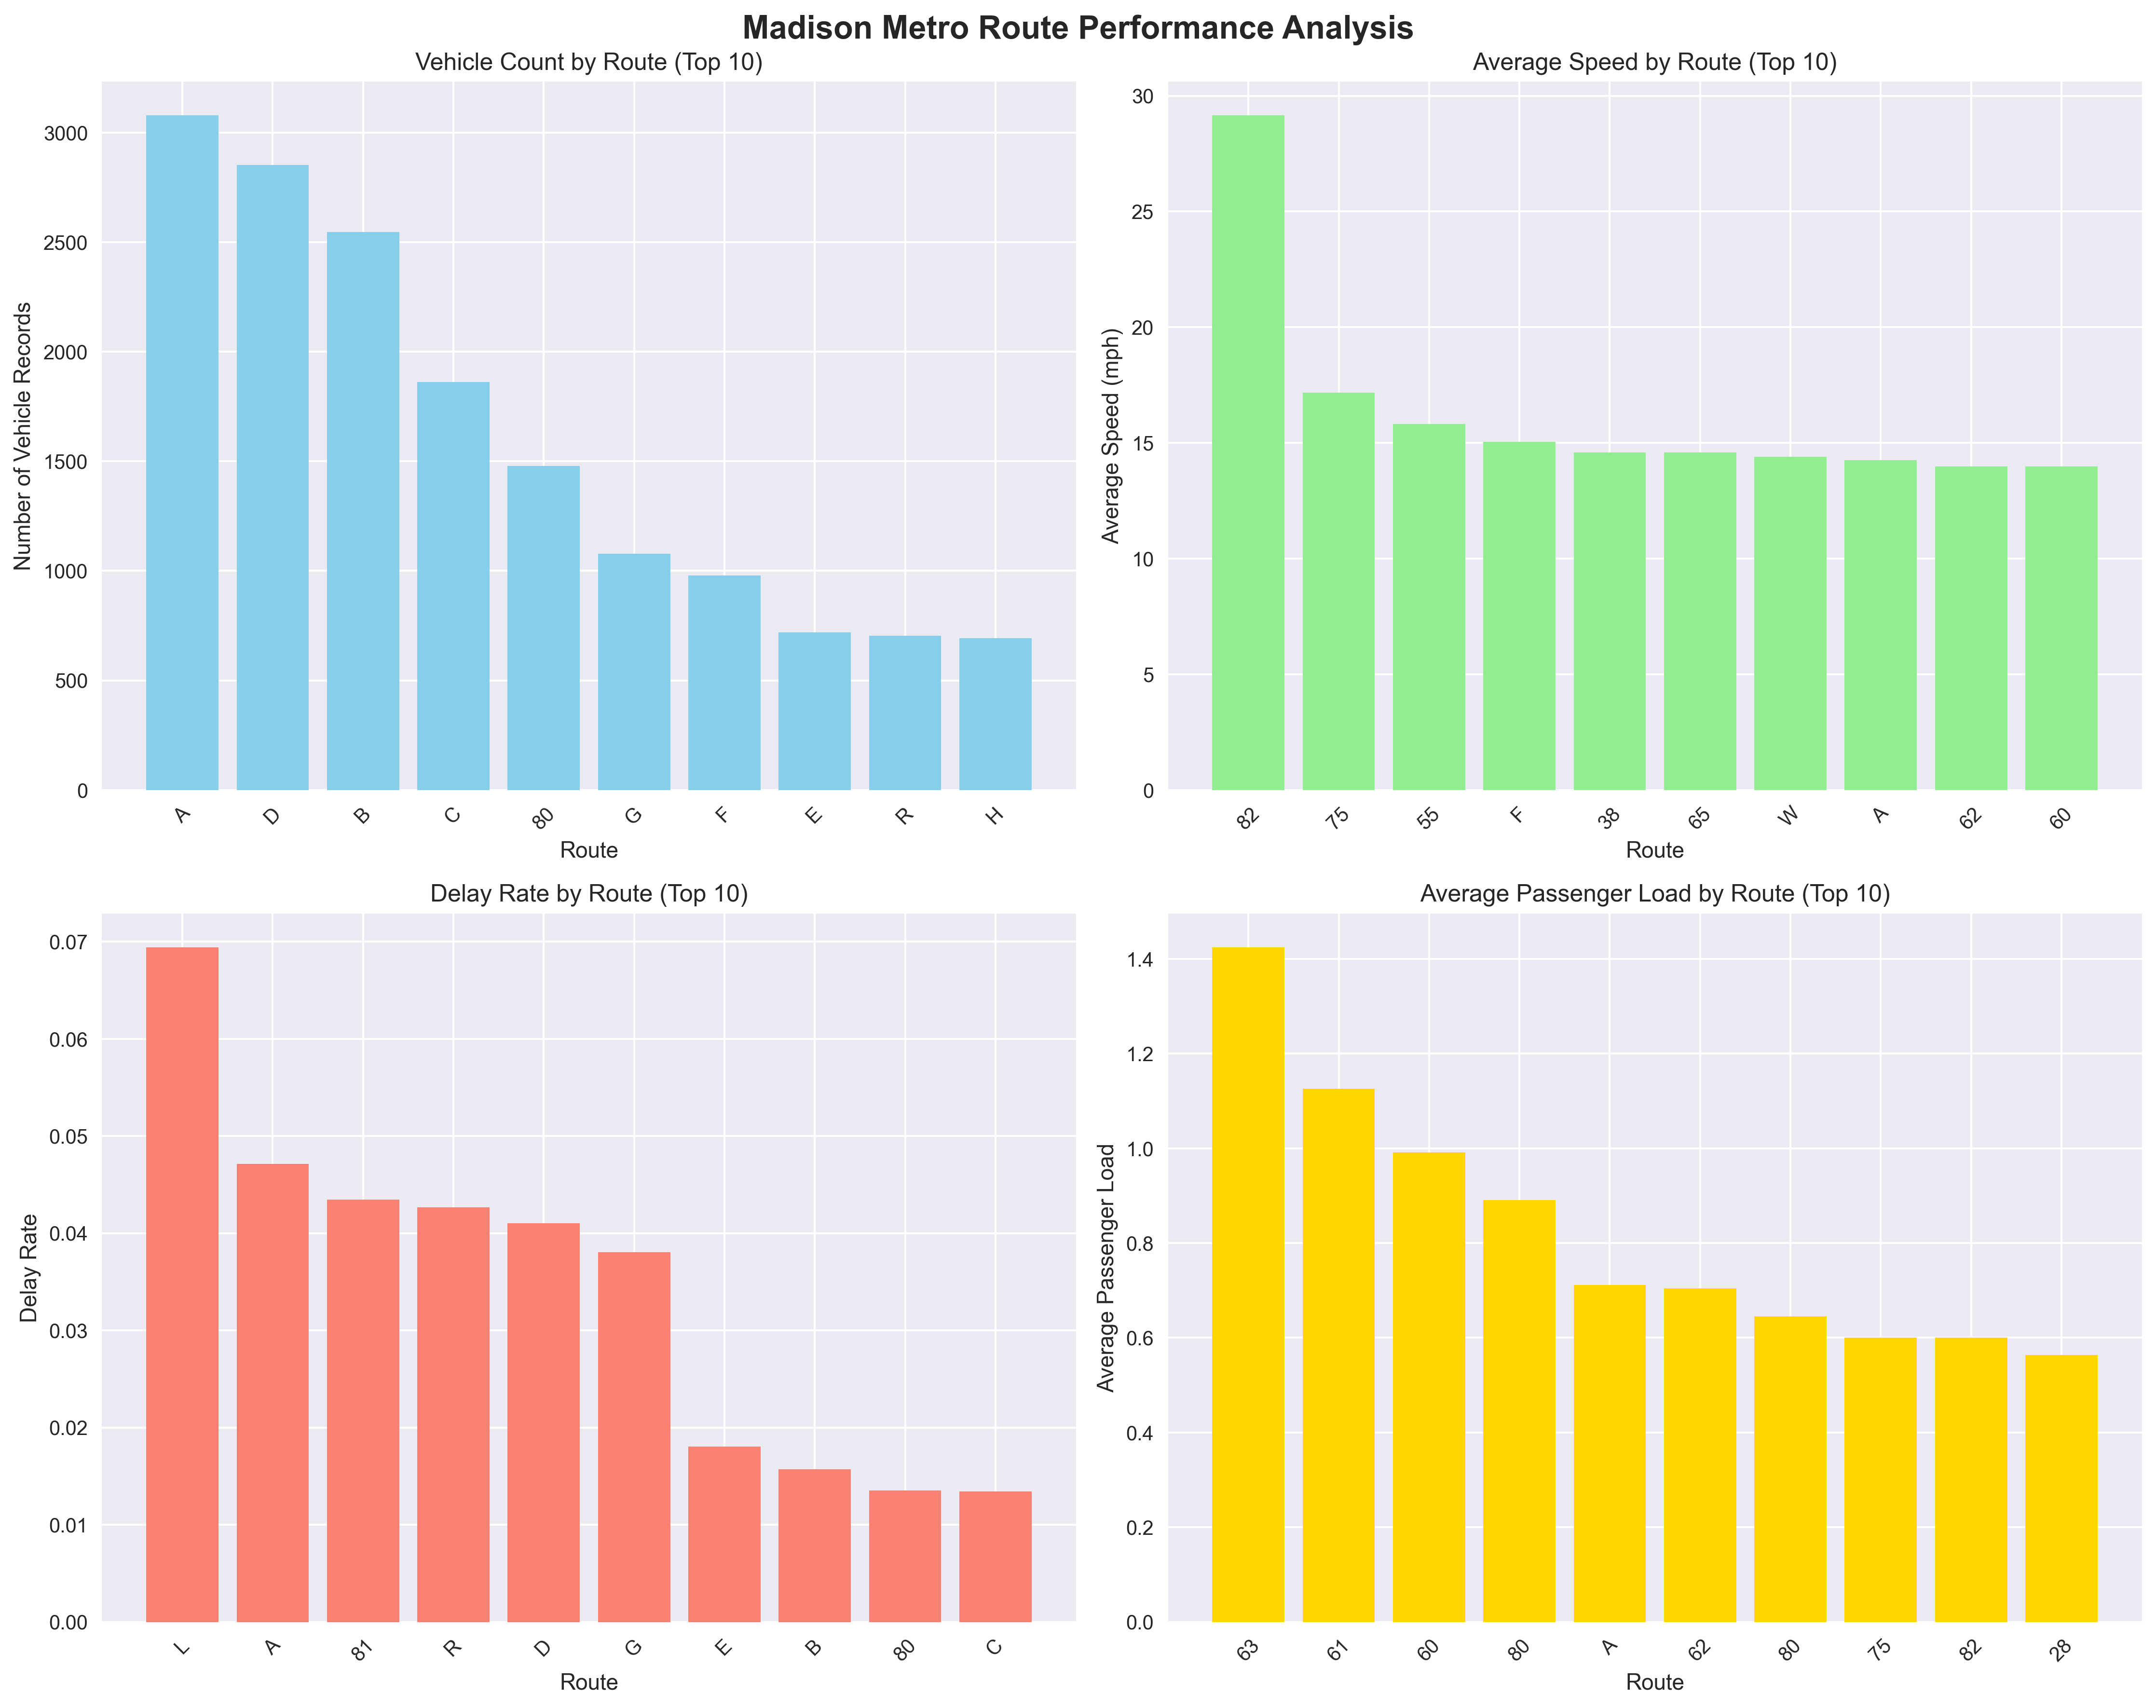 Madison Metro Route Performance Analysis
Vehicle Count by Route (Top 10)
Number of Vehicle Records
3000
2500
2000
1500
1000
500
0
A D B C 80 G F E R H
Route
Average Speed by Route (Top 10)
Average Speed (mph)
30
25
20
15
10
5
0
82 75 55 F 38 65 W A 62 60
Route
Delay Rate by Route (Top 10)
Delay Rate
0.07
0.06
0.05
0.04
0.03
0.02
0.01
0.00
L A 81 R D G E B 80 C
Route
Average Passenger Load by Route (Top 10)
Average Passenger Load
1.4
1.2
1.0
0.8
0.6
0.4
0.2
0.0
63 61 60 80 A 62 80 75 82 28
Route